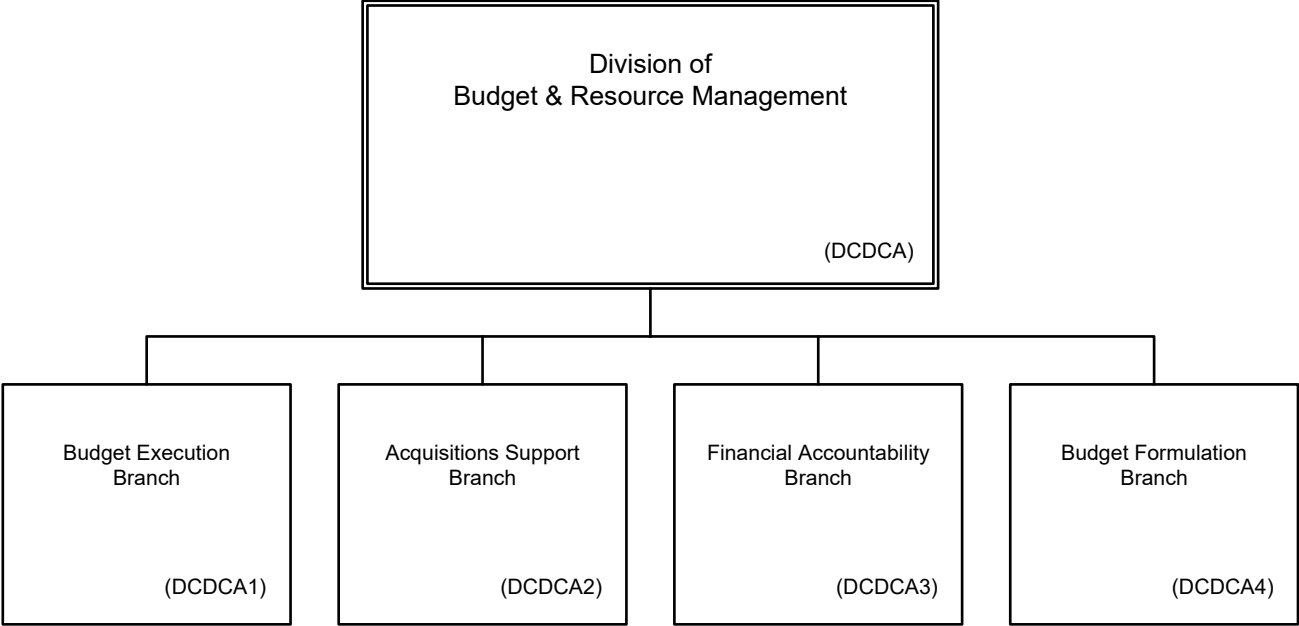 Division of
Budget & Resource Management
(DCDCA)
Budget Execution
Branch
(DCDCA1)
Acquisitions Support
Branch
(DCDCA2)
Financial Accountability
Branch
(DCDCA3)
Budget Formulation
Branch
(DCDCA4)